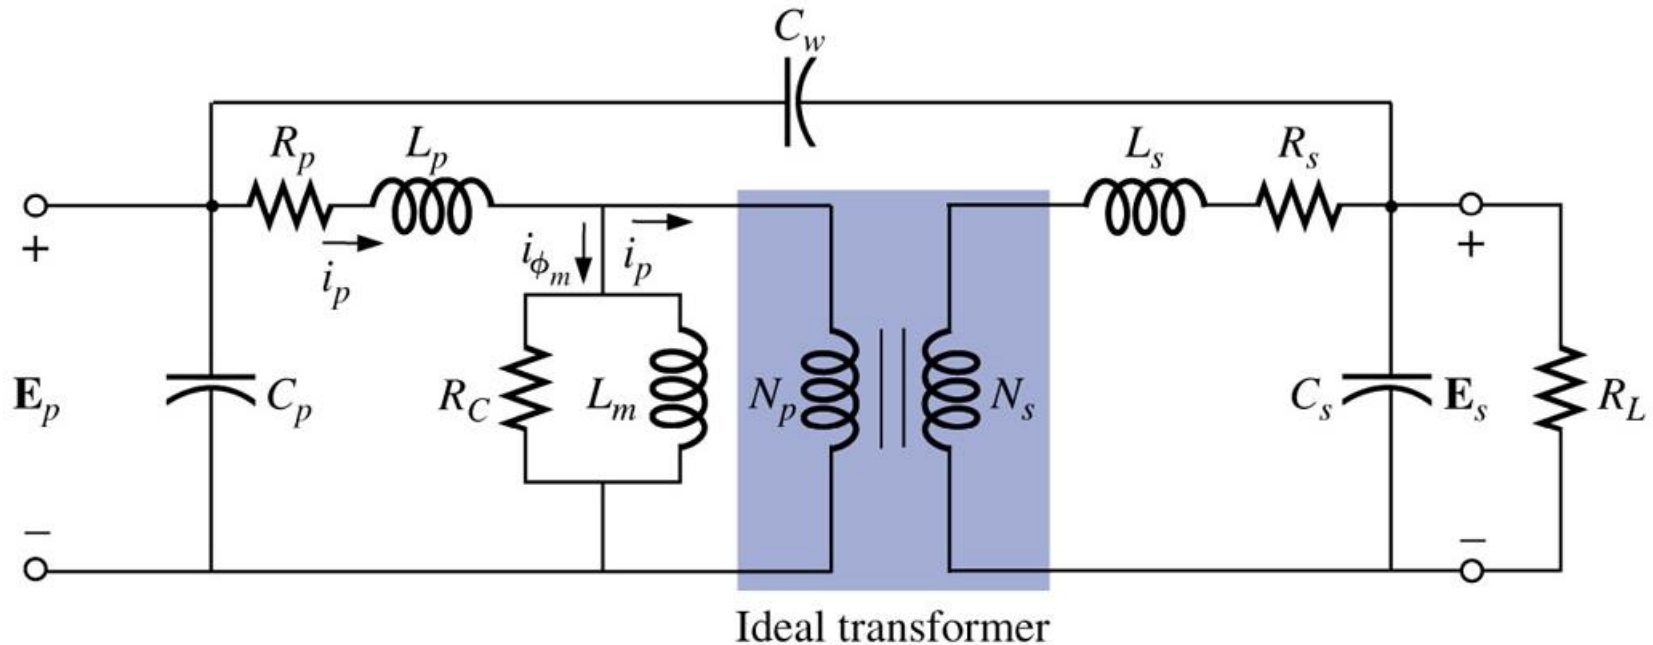 C_w
R_p L_p L_s R_s
+ i_p i_ϕm i_p +
E_p C_p R_C L_m N_p N_s C_s E_s R_L
− −
Ideal transformer